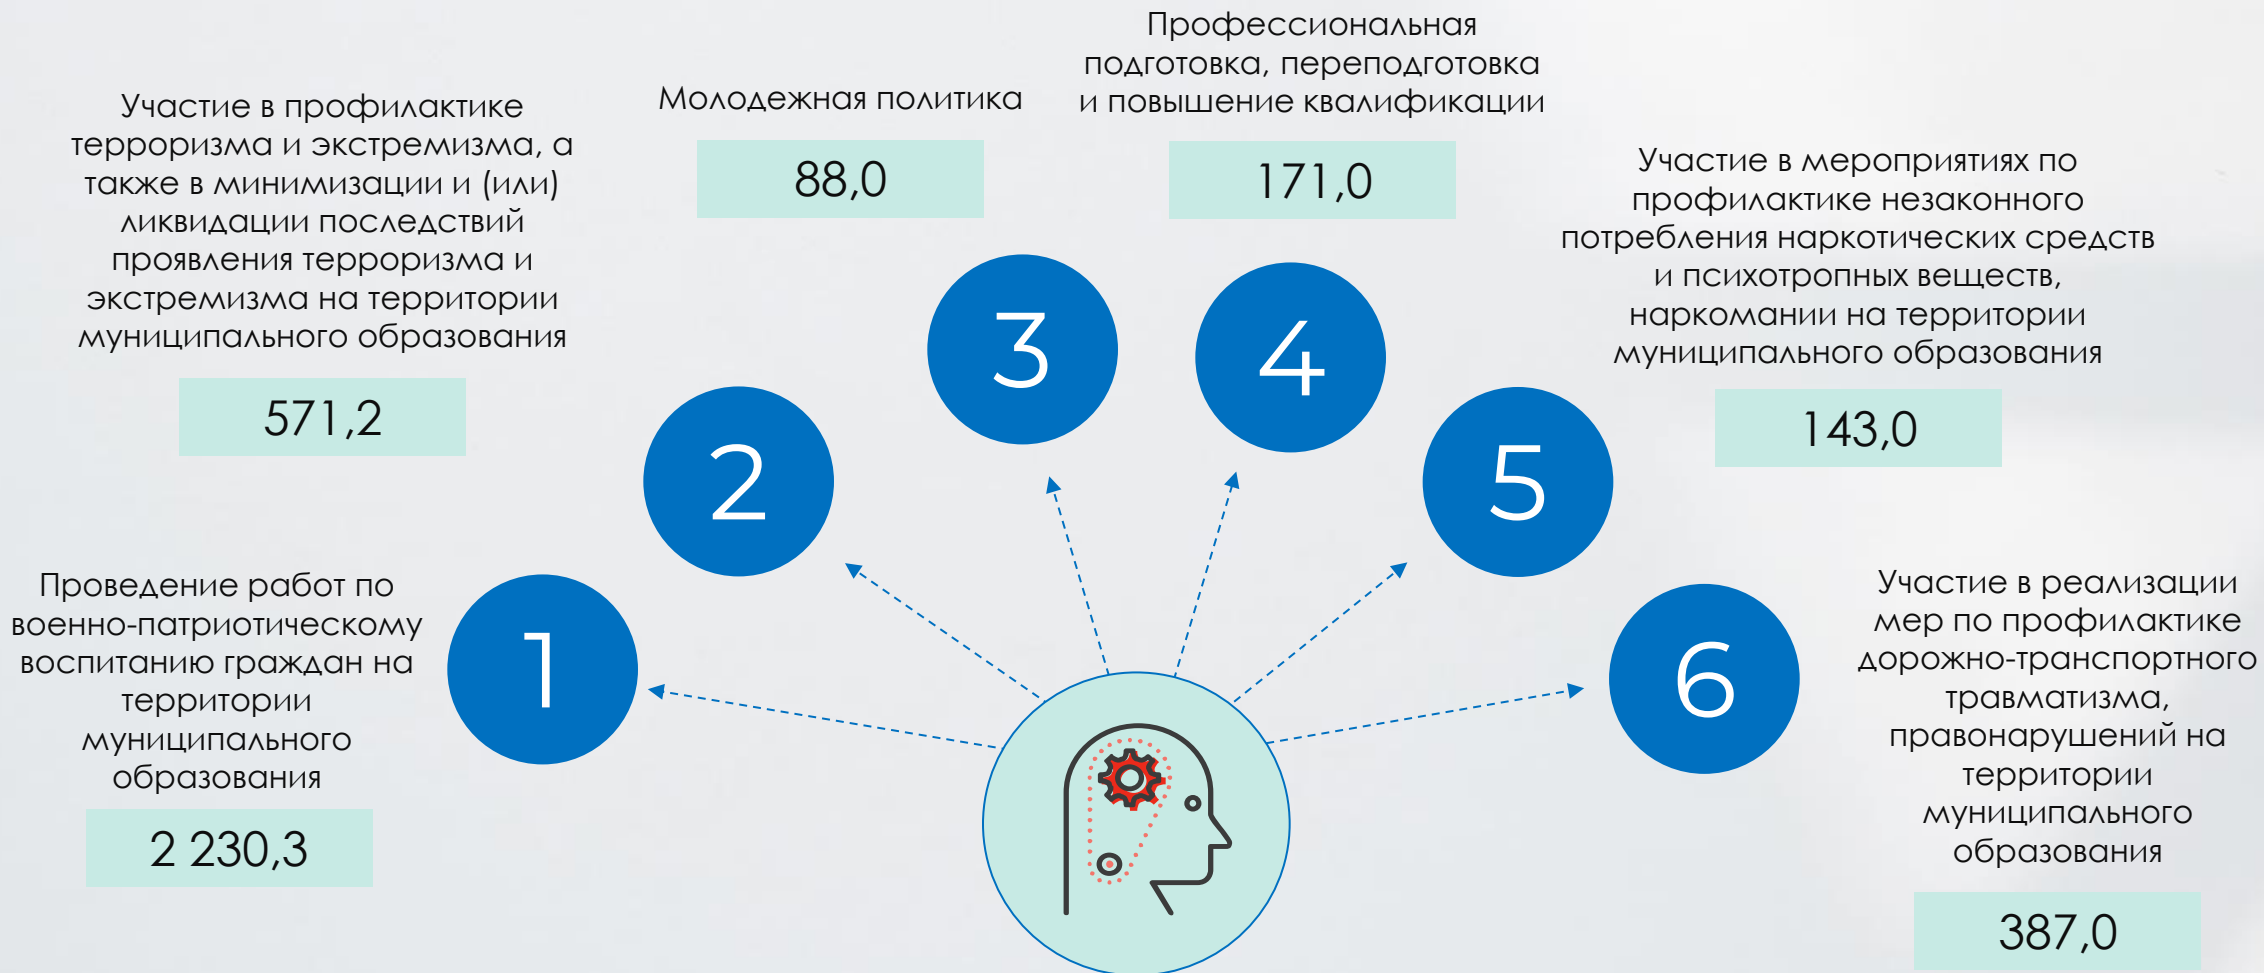 Проведение работ по
военно-патриотическому
воспитанию граждан на
территории
муниципального
образования
2 230,3
1
Участие в профилактике
терроризма и экстремизма, а
также в минимизации и (или)
ликвидации последствий
проявления терроризма и
экстремизма на территории
муниципального образования
571,2
2
Молодежная политика
88,0
3
Профессиональная
подготовка, переподготовка
и повышение квалификации
171,0
4
Участие в мероприятиях по
профилактике незаконного
потребления наркотических средств
и психотропных веществ,
наркомании на территории
муниципального образования
143,0
5
Участие в реализации
мер по профилактике
дорожно-транспортного
травматизма,
правонарушений на
территории
муниципального
образования
387,0
6